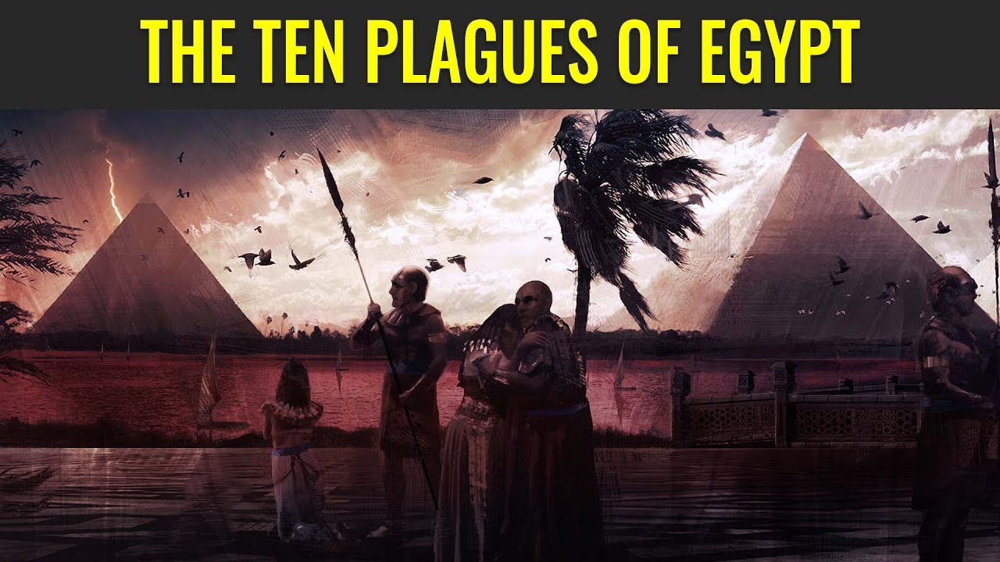 THE TEN PLAGUES OF EGYPT